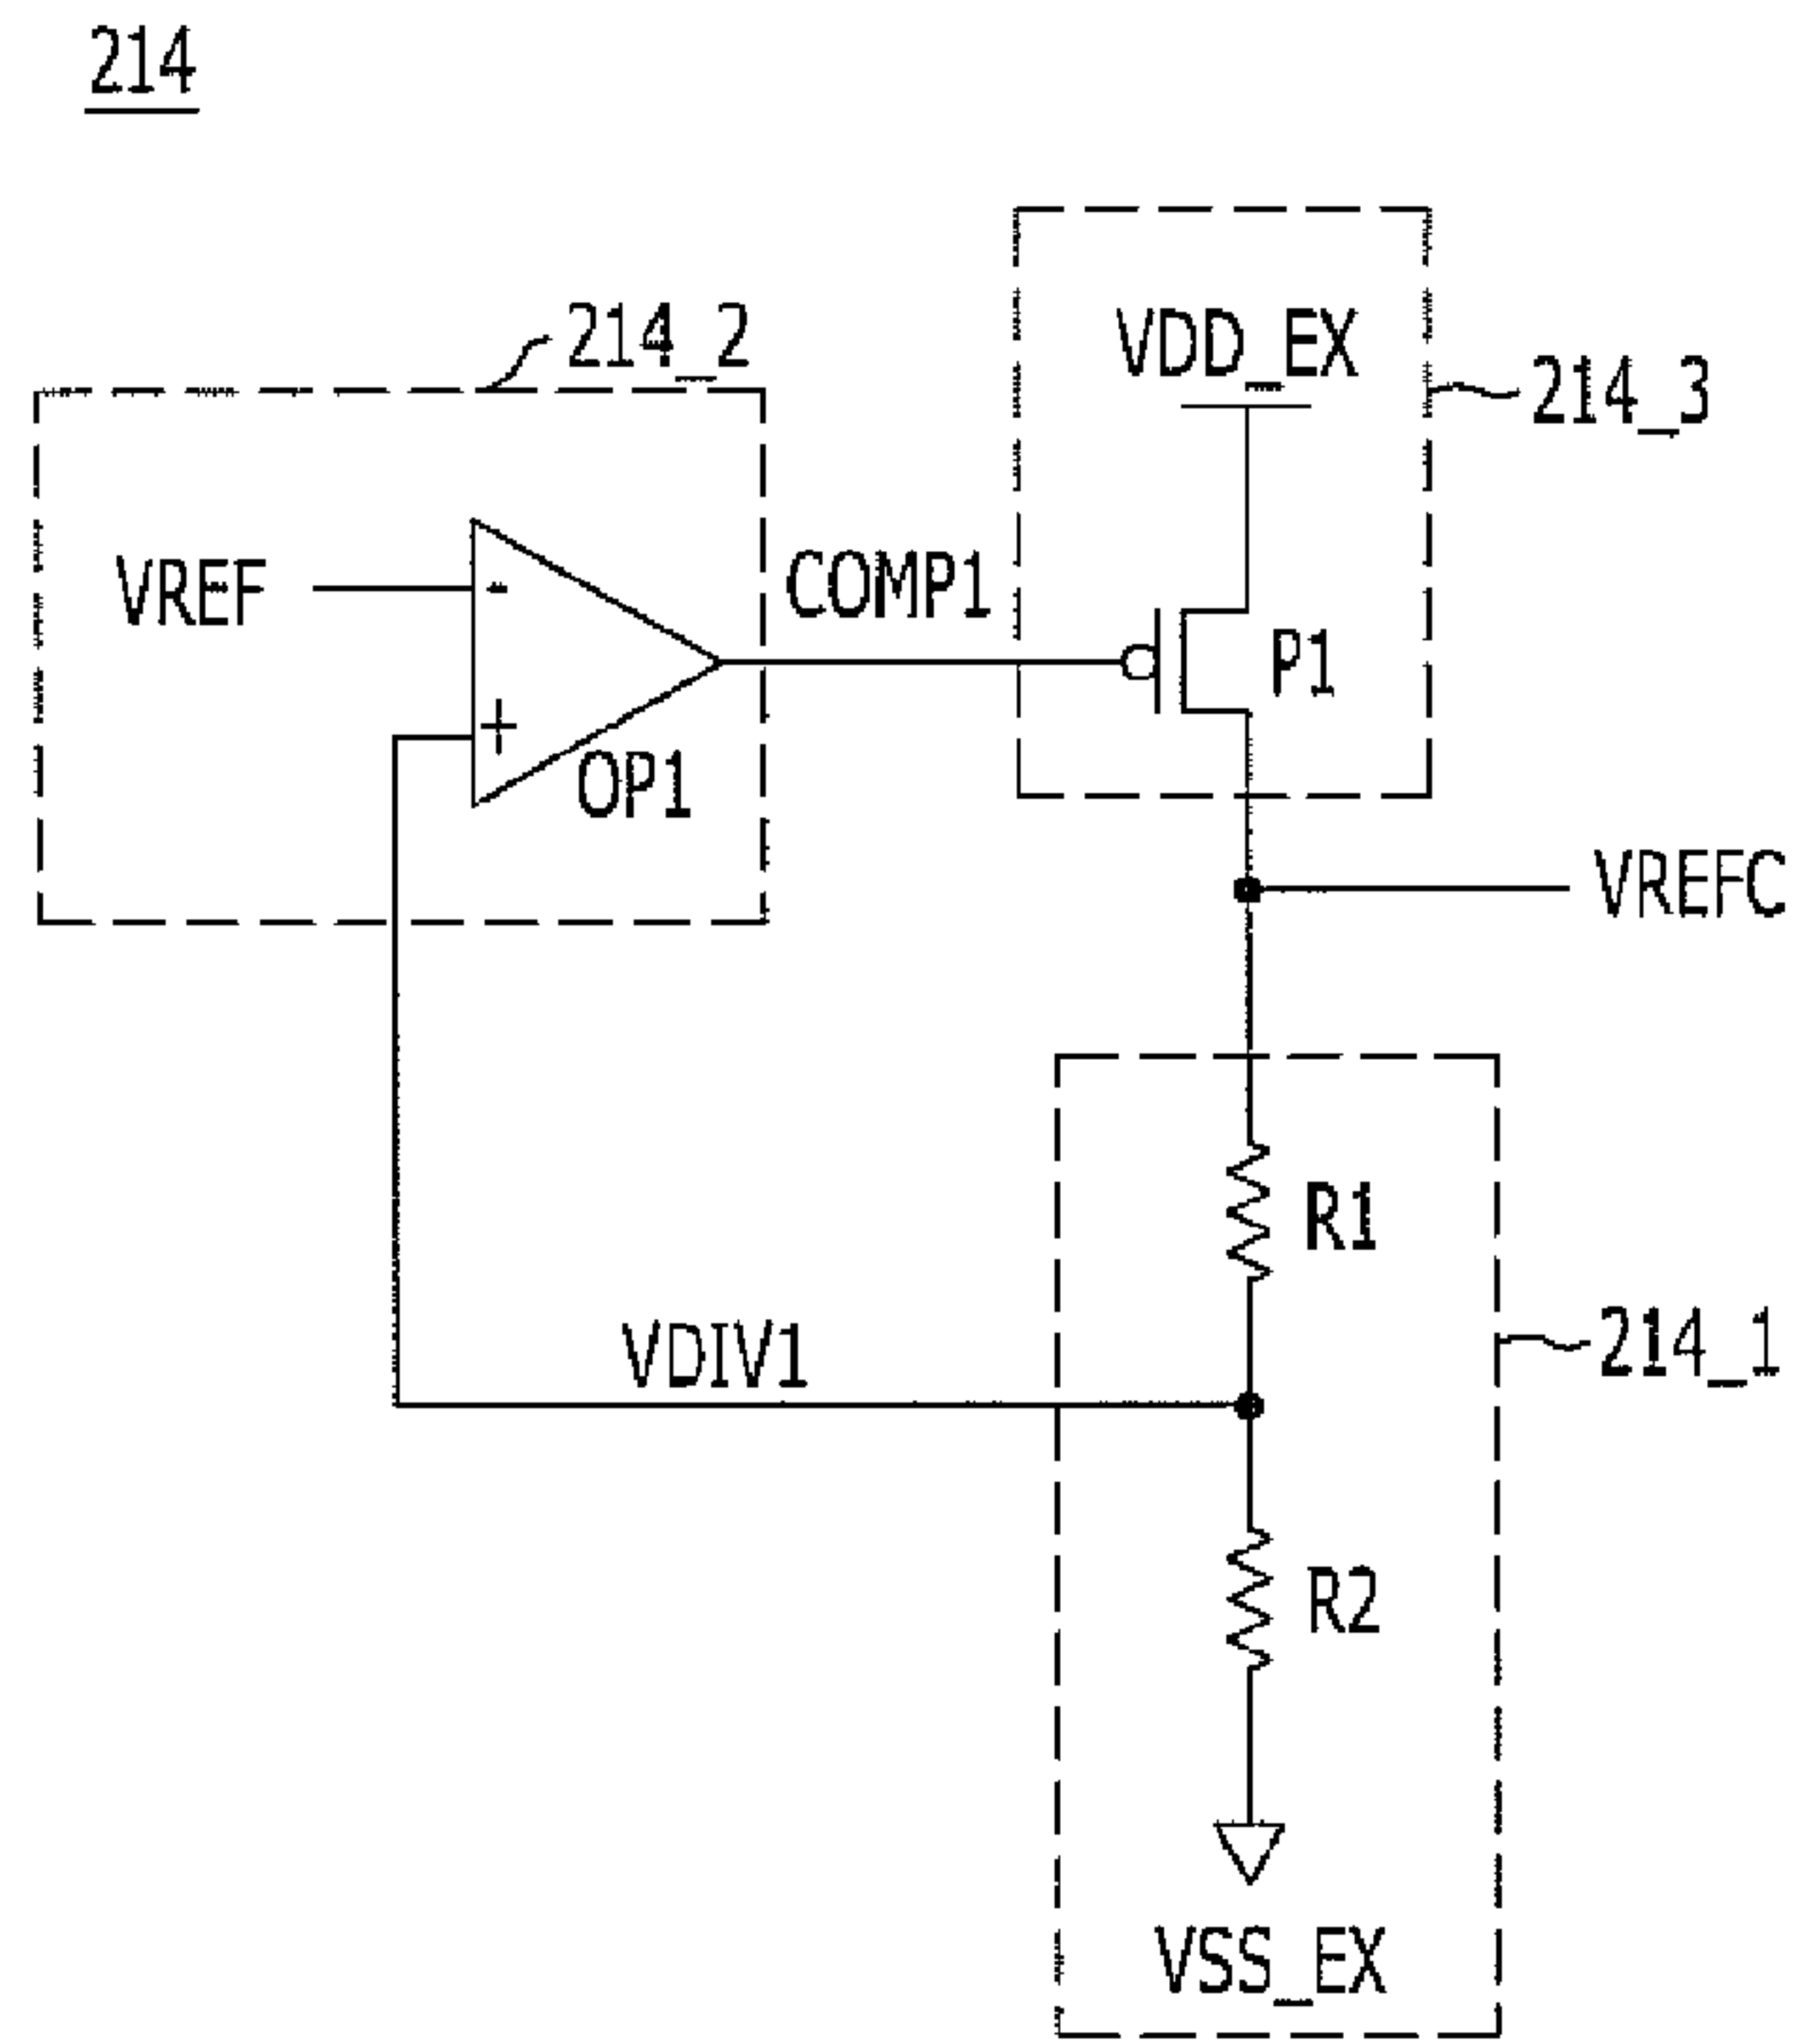 214
214_2
VDD_EX
214_3
VREF
-
COMP1
P1
+
OP1
VREFC
R1
VDIV1
214_1
R2
VSS_EX